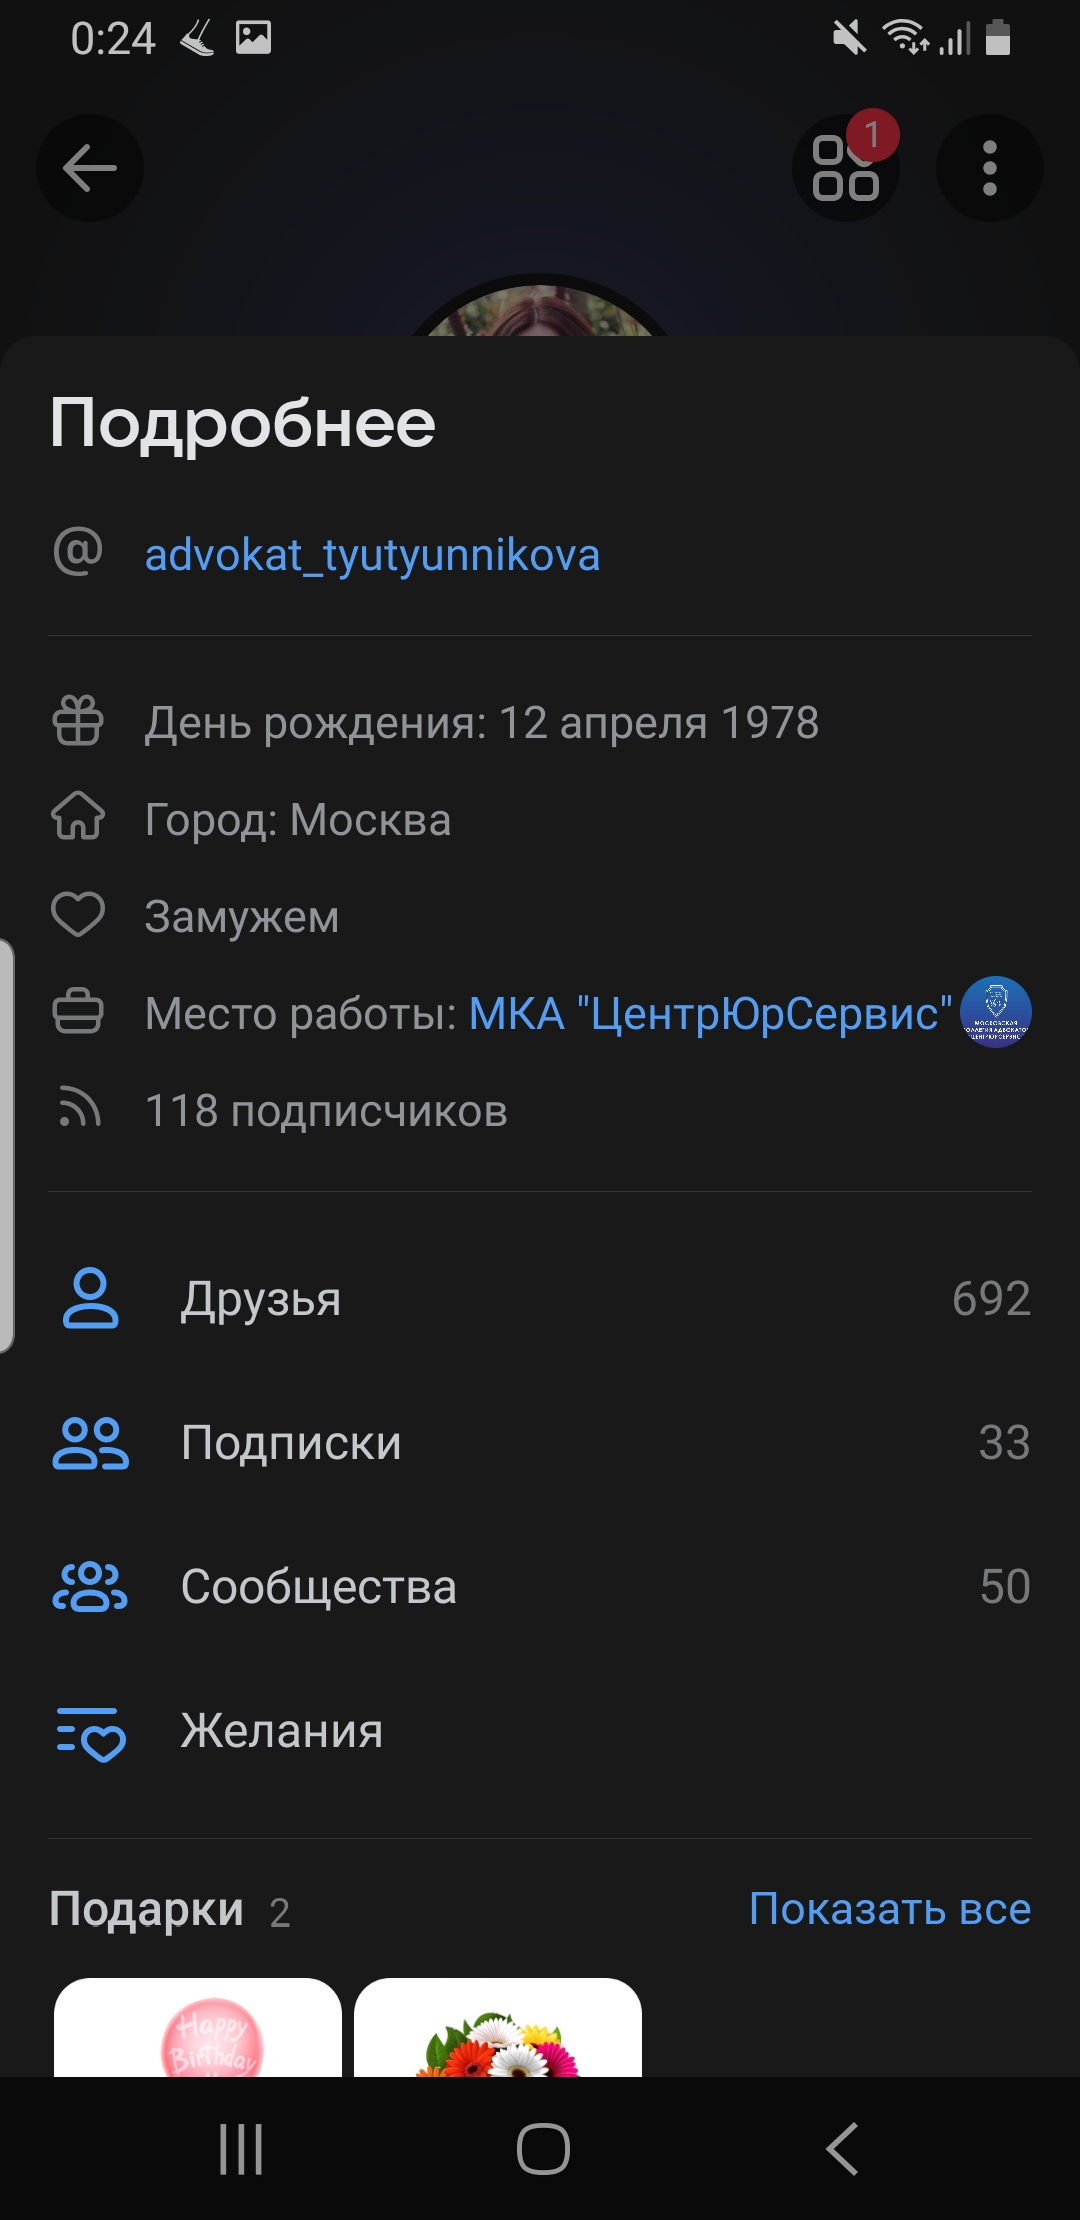 0:24
1
Подробнее
@ advokat_tyutyunnikova
День рождения: 12 апреля 1978
Город: Москва
Замужем
Место работы: МКА "ЦентрЮрСервис"
МОСКОВСКАЯ
118 подписчиков
Друзья 692
Подписки 33
Сообщества 50
Желания
Подарки 2 Показать все
Happy
Birthday